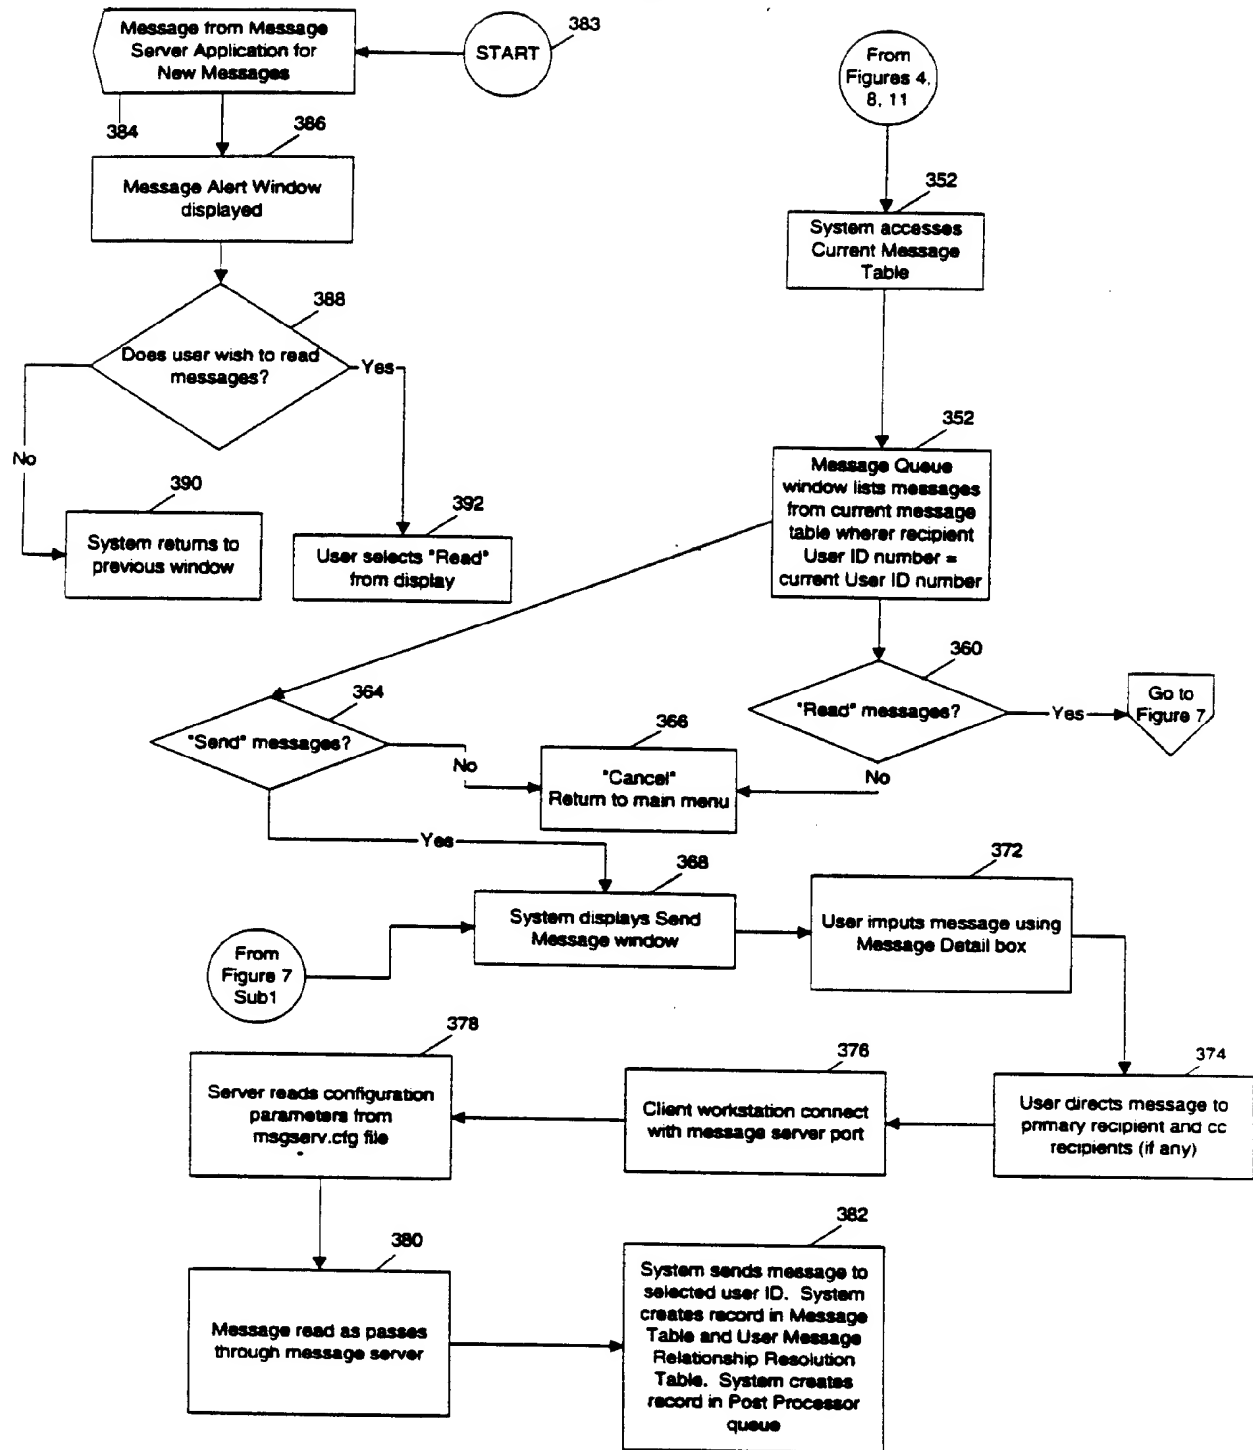 Message from Message
Server Application for
New Messages
START
383
384
386
Message Alert Window
displayed
388
Does user wish to read
messages?
Yes
No
390
System returns to
previous window
392
User selects "Read"
from display
From
Figures 4,
8, 11
352
System accesses
Current Message
Table
352
Message Queue
window lists messages
from current message
table wherer recipient
User ID number =
current User ID number
360
"Read" messages?
Yes
Go to
Figure 7
No
364
"Send" messages?
No
366
"Cancel"
Return to main menu
Yes
368
System displays Send
Message window
From
Figure 7
Sub1
372
User imputs message using
Message Detail box
374
User directs message to
primary recipient and cc
recipients (if any)
376
Client workstation connect
with message server port
378
Server reads configuration
parameters from
msgserv.cfg file
380
Message read as passes
through message server
382
System sends message to
selected user ID. System
creates record in Message
Table and User Message
Relationship Resolution
Table. System creates
record in Post Processor
queue